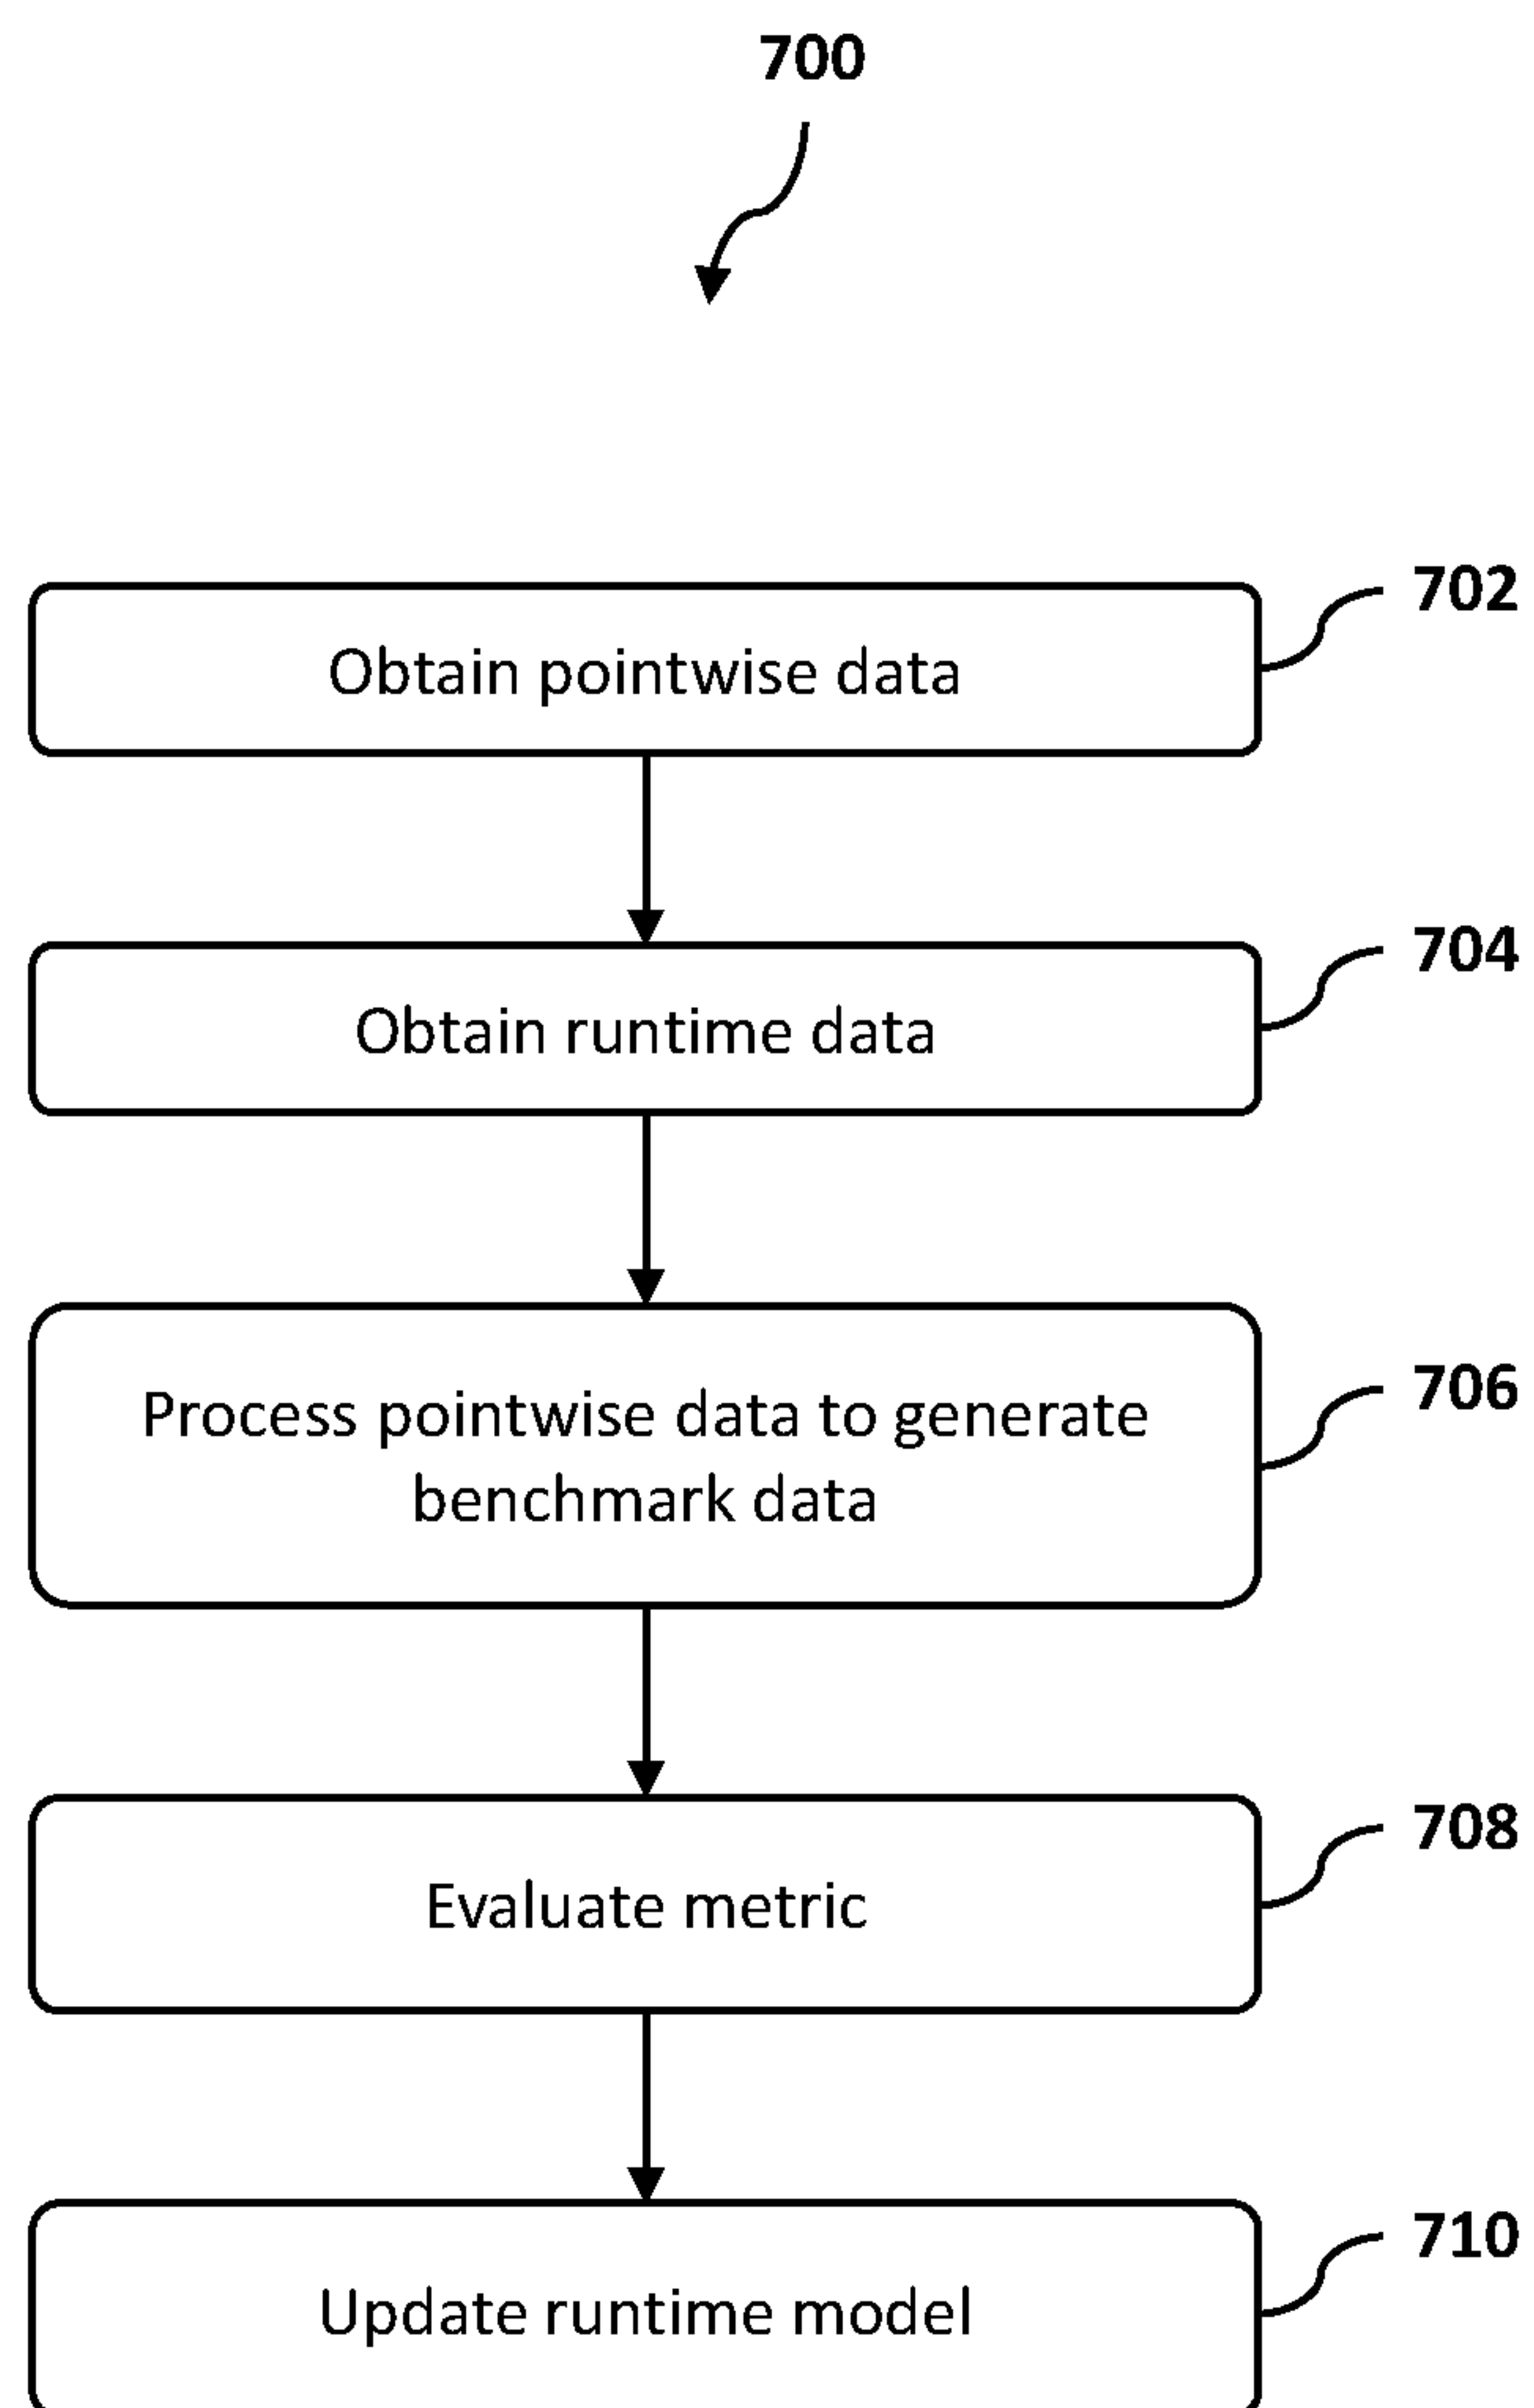 700
702
Obtain pointwise data
704
Obtain runtime data
706
Process pointwise data to generate
benchmark data
708
Evaluate metric
710
Update runtime model